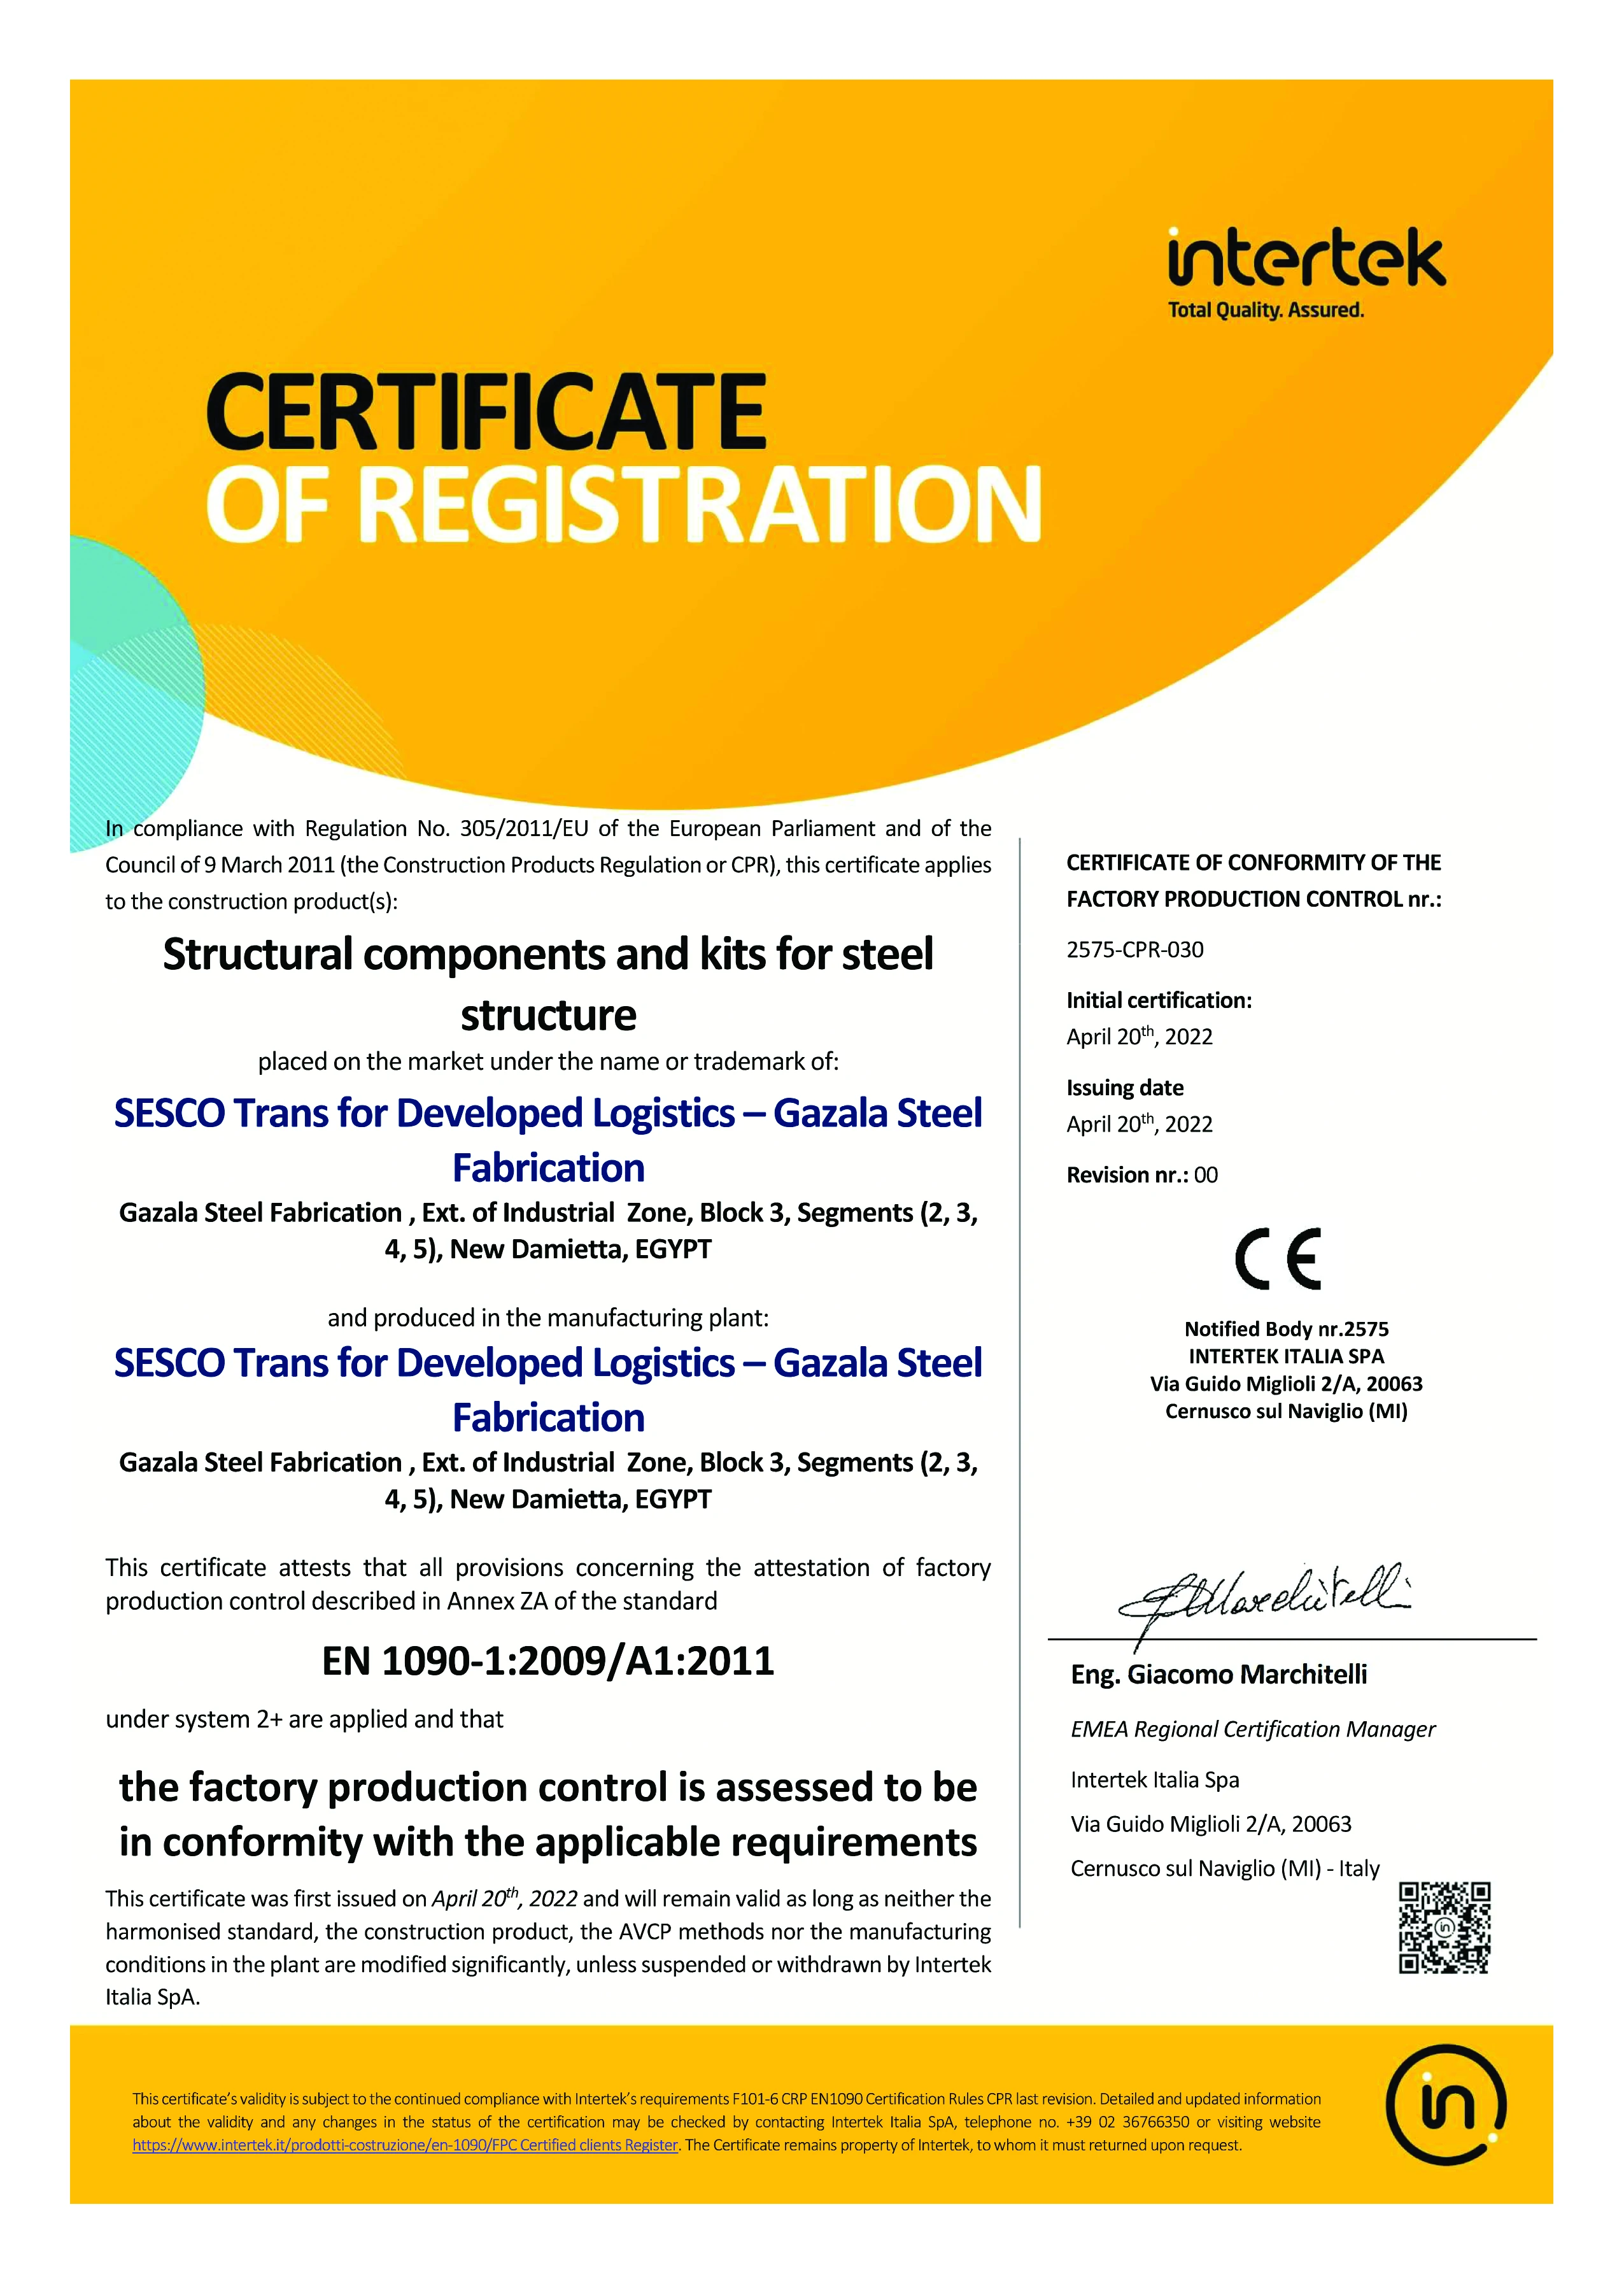 intertek
Total Quality. Assured.
CERTIFICATE
OF REGISTRATION
In compliance with Regulation No. 305/2011/EU of the European Parliament and of the
Council of 9 March 2011 (the Construction Products Regulation or CPR), this certificate applies
to the construction product(s):
Structural components and kits for steel
structure
placed on the market under the name or trademark of:
SESCO Trans for Developed Logistics – Gazala Steel
Fabrication
Gazala Steel Fabrication , Ext. of Industrial Zone, Block 3, Segments (2, 3,
4, 5), New Damietta, EGYPT
and produced in the manufacturing plant:
SESCO Trans for Developed Logistics – Gazala Steel
Fabrication
Gazala Steel Fabrication , Ext. of Industrial Zone, Block 3, Segments (2, 3,
4, 5), New Damietta, EGYPT
This certificate attests that all provisions concerning the attestation of factory
production control described in Annex ZA of the standard
EN 1090-1:2009/A1:2011
under system 2+ are applied and that
the factory production control is assessed to be
in conformity with the applicable requirements
This certificate was first issued on April 20th, 2022 and will remain valid as long as neither the
harmonised standard, the construction product, the AVCP methods nor the manufacturing
conditions in the plant are modified significantly, unless suspended or withdrawn by Intertek
Italia SpA.
CERTIFICATE OF CONFORMITY OF THE
FACTORY PRODUCTION CONTROL nr.:
2575-CPR-030
Initial certification:
April 20th, 2022
Issuing date
April 20th, 2022
Revision nr.: 00
CE
Notified Body nr.2575
INTERTEK ITALIA SPA
Via Guido Miglioli 2/A, 20063
Cernusco sul Naviglio (MI)
Eng. Giacomo Marchitelli
EMEA Regional Certification Manager
Intertek Italia Spa
Via Guido Miglioli 2/A, 20063
Cernusco sul Naviglio (MI) - Italy
in
This certificate's validity is subject to the continued compliance with Intertek's requirements F101-6 CRP EN1090 Certification Rules CPR last revision. Detailed and updated information
about the validity and any changes in the status of the certification may be checked by contacting Intertek Italia SpA, telephone no. +39 02 36766350 or visiting website
https://www.intertek.it/prodotti-costruzione/en-1090/FPC Certified clients Register. The Certificate remains property of Intertek, to whom it must returned upon request.
in